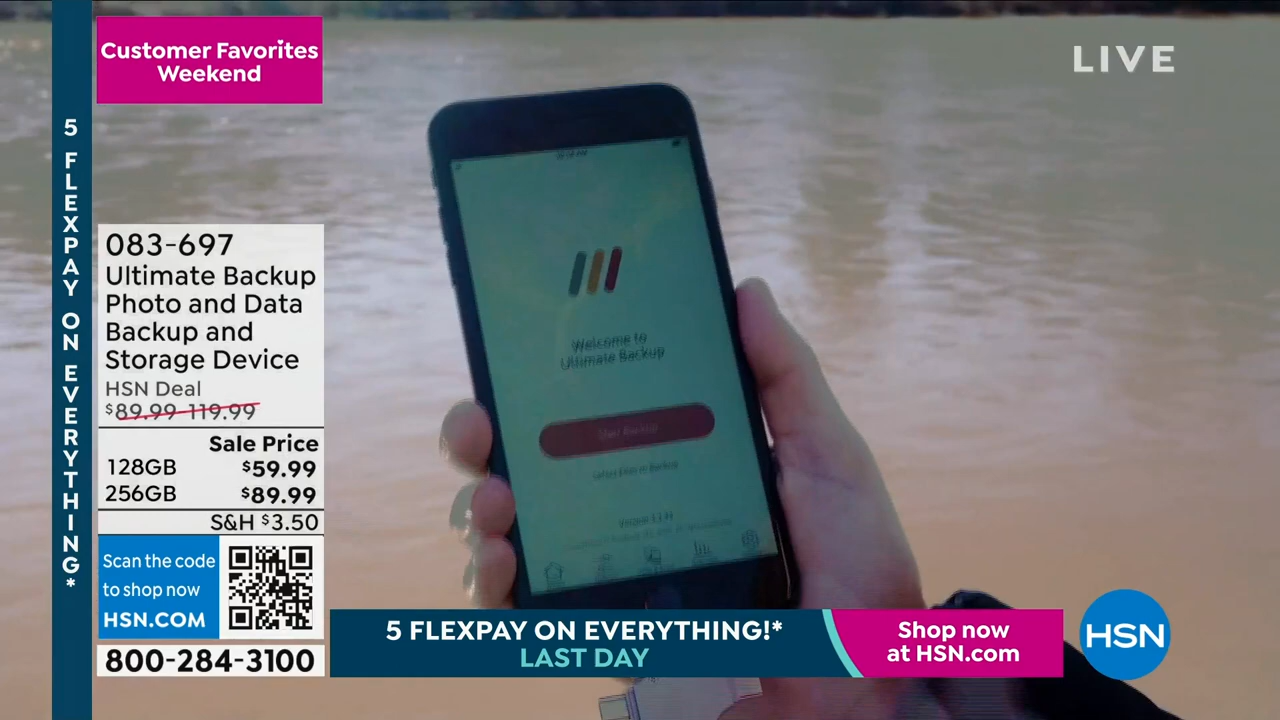 Customer Favorites
Weekend
LIVE
5 FLEXPAY ON EVERYTHING*
083-697
Ultimate Backup
Photo and Data
Backup and
Storage Device
HSN Deal
$89.99-119.99
Sale Price
128GB $59.99
256GB $89.99
S&H $3.50
Scan the code
to shop now
HSN.COM
800-284-3100
Welcome to
Ultimate Backup
Start Backup
5 FLEXPAY ON EVERYTHING!*
LAST DAY
Shop now
at HSN.com
HSN